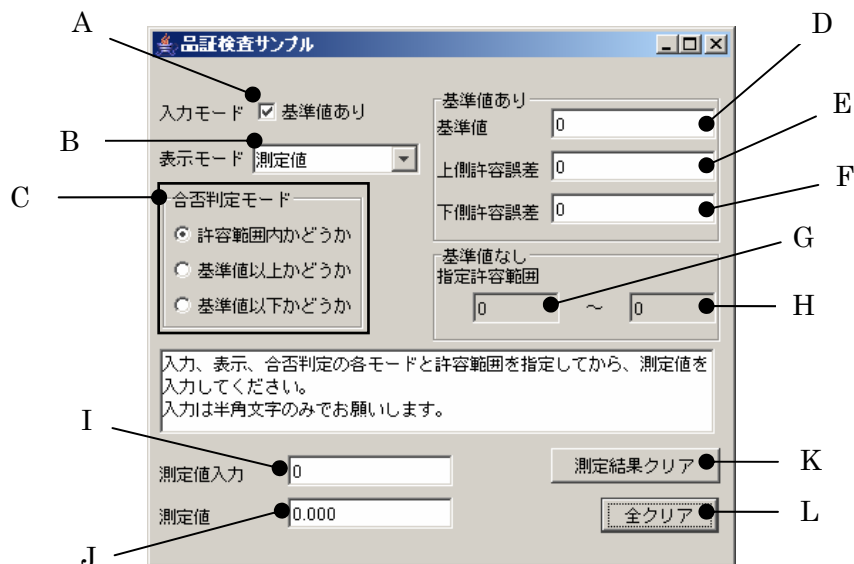 A
品証検査サンプル
D
入力モード
基準値あり
基準値あり
基準値
0
E
B
表示モード
測定値
上側許容誤差
0
C
合否判定モード
下側許容誤差
0
F
許容範囲内かどうか
基準値以上かどうか
基準値以下かどうか
基準値なし
指定許容範囲
G
0
～
0
H
入力、表示、合否判定の各モードと許容範囲を指定してから、測定値を
入力してください。
入力は半角文字のみでお願いします。
I
測定値入力
0
測定結果クリア
K
測定値
0.000
全クリア
L
J